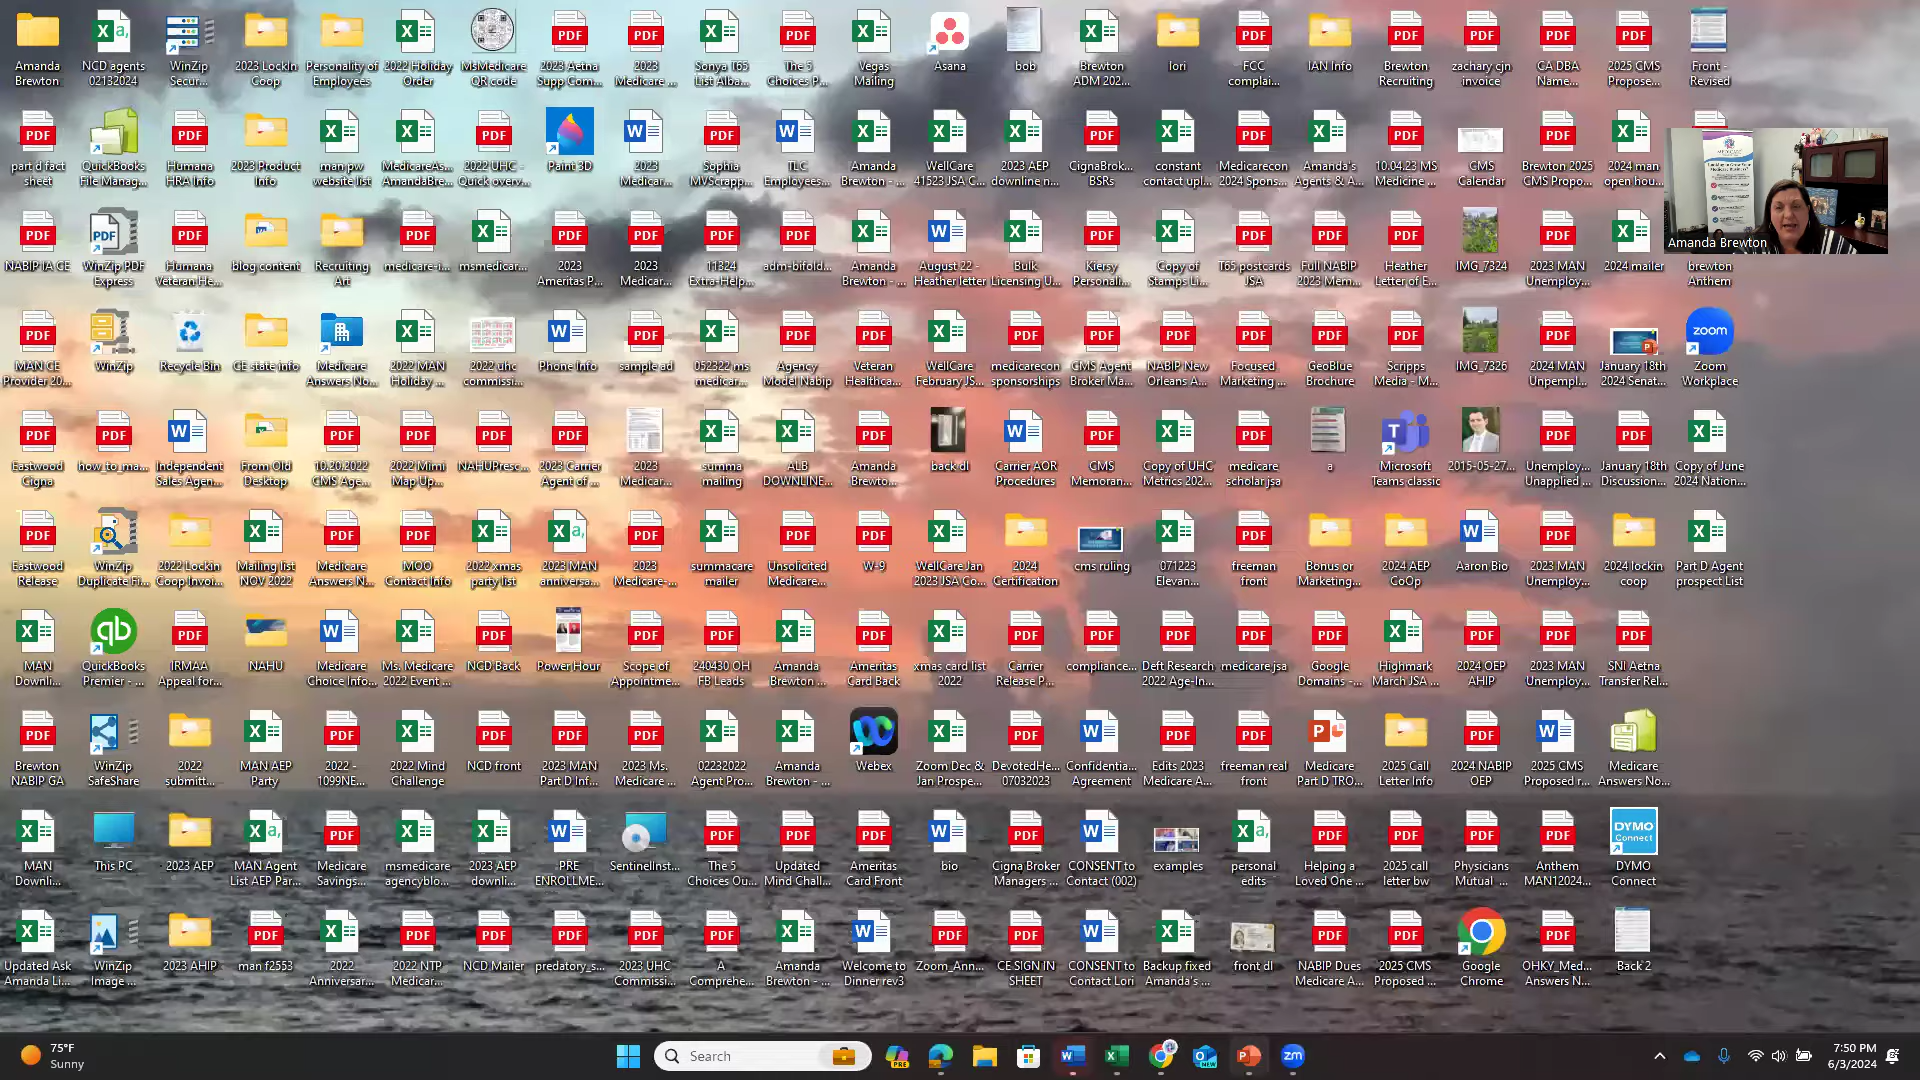 Amanda
Brewton
NCD agents
02132024
WinZip
Secur...
2023 LockIn
Coop
Personality of
Employees
2022 Holiday
Order
MsMedicare
QR code
2023 Aetna
Supp Com...
2023
Medicare ...
Sonya T65
List Alba...
The 5
Choices P...
Vegas
Mailing
Asana
bob
Brewton
ADM 202...
lori
FCC
complai...
IAN Info
Brewton
Recruiting
zachary cjn
invoice
CA DBA
Name...
2025 CMS
Propose...
Front -
Revised
part d fact
sheet
QuickBooks
File Manag...
Humana
HRA Info
2023 Product
Info
man pw
website list
MedicareAs...
AmandaBre...
2022 UHC -
Quick overv...
Paint 3D
2023
Medicar...
Sophia
MVScrapp...
TLC
Employees...
Amanda
Brewton - ...
WellCare
41523 JSA C...
2023 AEP
downline n...
CignaBrok...
BSRs
constant
contact upl...
Medicarecon
2024 Spons...
Amanda's
Agents & A...
10.04.23 MS
Medicine ...
CMS
Calendar
Brewton 2025
CMS Propo...
2024 man
open hou...
Amanda Brewton
NABIP IA CE
WinZip PDF
Express
Humana
Veteran He...
blog content
Recruiting
Art
medicare-i...
msmedicar...
2023
Ameritas P...
2023
Medicar...
11324
Extra-Help...
adm-bifold...
Amanda
Brewton - ...
August 22 -
Heather letter
Bulk
Licensing U...
Kiersy
Personali...
Copy of
Stamps Li...
T65 postcards
JSA
Full NABIP
2023 Mem...
Heather
Letter of E...
IMG_7324
2023 MAN
Unemploy...
2024 mailer
brewton
Anthem
MAN CE
Provider 20...
WinZip
Recycle Bin
CE state info
Medicare
Answers No...
2022 MAN
Holiday ...
2022 uhc
commissi...
Phone Info
sample ad
052322 ms
medicar...
Agency
Model Nabip
Veteran
Healthca...
WellCare
February JS...
medicarecon
sponsorships
CMS Agent
Broker Ma...
NABIP New
Orleans A...
Focused
Marketing ...
GeoBlue
Brochure
Scripps
Media - M...
IMG_7326
2024 MAN
Unempl...
January 18th
2024 Senat...
Zoom
Workplace
Eastwood
Cigna
how_to_ma...
Independent
Sales Agen...
From Old
Desktop
10.20.2022
CMS Age...
2022 Mimi
Map Up...
NAHUPresc...
2023 Carrier
Agent of ...
2023
Medicar...
summa
mailing
ALB
DOWNLINE...
Amanda
Brewto...
back dl
Carrier AOR
Procedures
CMS
Memoran...
Copy of UHC
Metrics 202...
medicare
scholar jsa
a
Microsoft
Teams classic
2015-05-27...
Unemploy...
Unapplied ...
January 18th
Discussion...
Copy of June
2024 Nation...
Eastwood
Release
WinZip
Duplicate Fi...
2022 Lockin
Coop Invoi...
Mailing list
NOV 2022
Medicare
Answers N...
MOO
Contact Info
2022 xmas
party list
2023 MAN
anniversa...
2023
Medicare-...
summacare
mailer
Unsolicited
Medicare...
W-9
WellCare Jan
2023 JSA Co...
2024
Certification
cms ruling
071223
Elevan...
freeman
front
Bonus or
Marketing...
2024 AEP
CoOp
Aaron Bio
2023 MAN
Unemploy...
2024 lockin
coop
Part D Agent
prospect List
MAN
Downli...
QuickBooks
Premier - ...
IRMAA
Appeal for...
NAHU
Medicare
Choice Info...
Ms. Medicare
2022 Event ...
NCD Back
Power Hour
Scope of
Appointme...
240430 OH
FB Leads
Amanda
Brewton ...
Ameritas
Card Back
xmas card list
2022
Carrier
Release P...
compliance...
Deft Research
2022 Age-In...
medicare jsa
Google
Domains -...
Highmark
March JSA ...
2024 OEP
AHIP
2023 MAN
Unemploy...
SNI Aetna
Transfer Rel...
Brewton
NABIP GA
WinZip
SafeShare
2022
submitt...
MAN AEP
Party
2022 -
1099NE...
2022 Mind
Challenge
NCD front
2023 MAN
Part D Inf...
2023 Ms.
Medicare ...
02232022
Agent Pro...
Amanda
Brewton - ...
Webex
Zoom Dec &
Jan Prospe...
DevotedHe...
07032023
Confidentia...
Agreement
Edits 2023
Medicare A...
freeman real
front
Medicare
Part D TRO...
2025 Call
Letter Info
2024 NABIP
OEP
2025 CMS
Proposed r...
Medicare
Answers No...
MAN
Downli...
This PC
2023 AEP
MAN Agent
List AEP Par...
Medicare
Savings...
msmedicare
agencyblo...
2023 AEP
downli...
PRE
ENROLLME...
SentinelInst...
The 5
Choices Ou...
Updated
Mind Chall...
Ameritas
Card Front
bio
Cigna Broker
Managers ...
CONSENT to
Contact (002)
examples
personal
edits
Helping a
Loved One ...
2025 call
letter bw
Physicians
Mutual ...
Anthem
MAN12024...
DYMO
Connect
Updated Ask
Amanda Li...
WinZip
Image ...
2023 AHIP
man f2553
2022
Anniversar...
2022 NTP
Medicar...
NCD Mailer
predatory_s...
2023 UHC
Commissi...
A
Comprehe...
Amanda
Brewton - ...
Welcome to
Dinner rev3
Zoom_Ann...
CE SIGN IN
SHEET
CONSENT to
Contact Lori
Backup fixed
Amanda's ...
front dl
NABIP Dues
Medicare A...
2025 CMS
Proposed ...
Google
Chrome
OHKY_Med...
Answers N...
Back 2
75°F
Sunny
Search
7:50 PM
6/3/2024